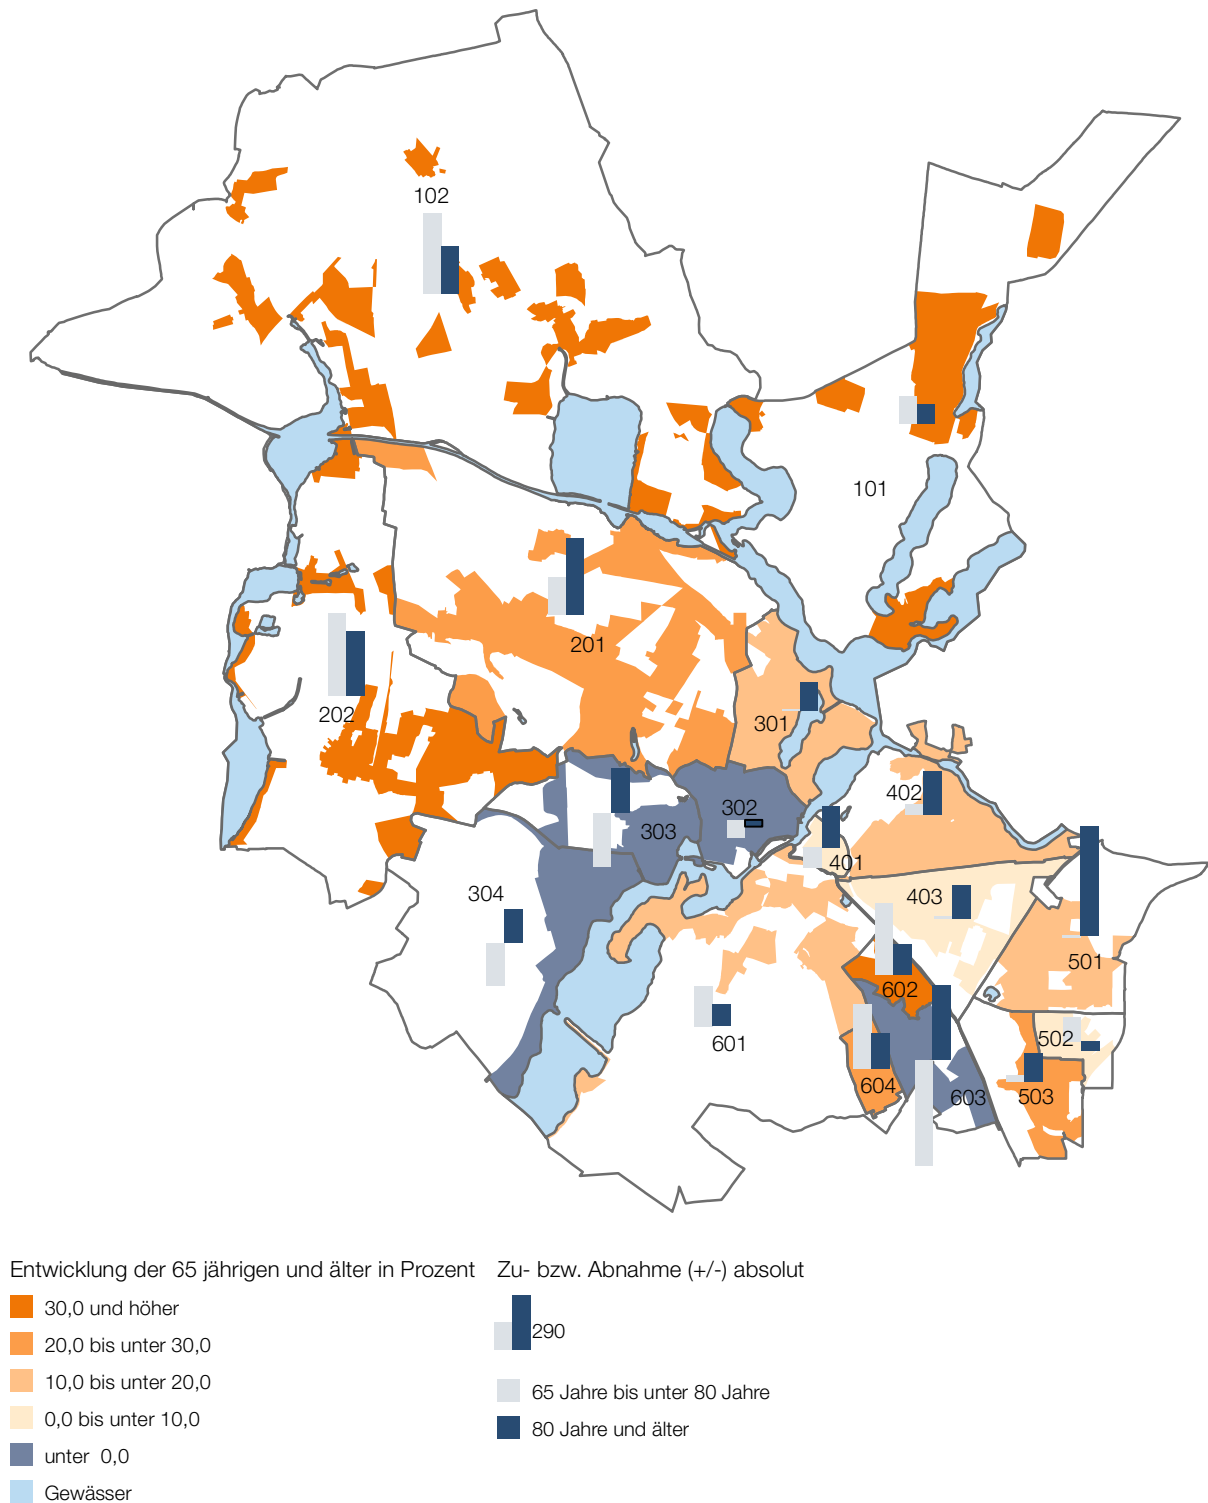 102
101
201
202
301
402
302
303
401
304
403
501
602
601
502
604
603
503
Entwicklung der 65 jährigen und älter in Prozent
30,0 und höher
20,0 bis unter 30,0
10,0 bis unter 20,0
0,0 bis unter 10,0
unter 0,0
Gewässer
Zu- bzw. Abnahme (+/-) absolut
290
65 Jahre bis unter 80 Jahre
80 Jahre und älter